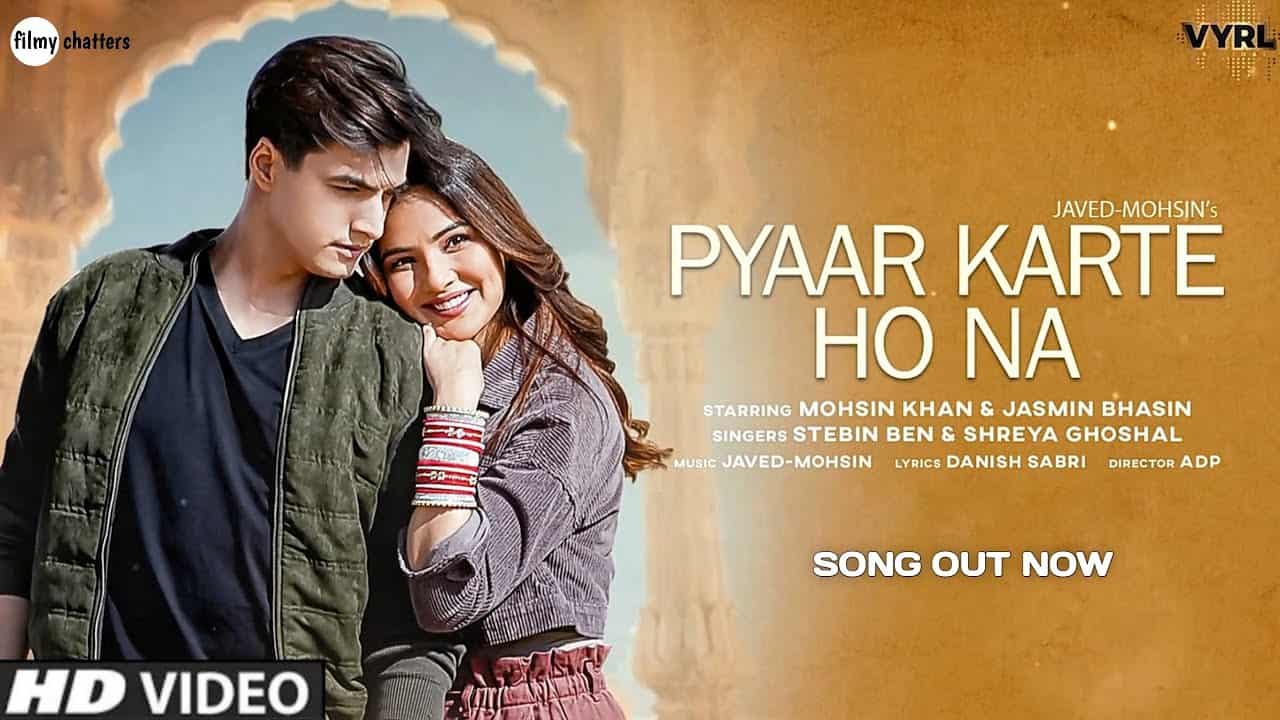 filmy chatters
VYRL
JAVED-MOHSIN's
PYAAR KARTE
HO NA
STARRING MOHSIN KHAN & JASMIN BHASIN
SINGERS STEBIN BEN & SHREYA GHOSHAL
MUSIC JAVED-MOHSIN LYRICS DANISH SABRI DIRECTOR ADP
SONG OUT NOW
HD VIDEO